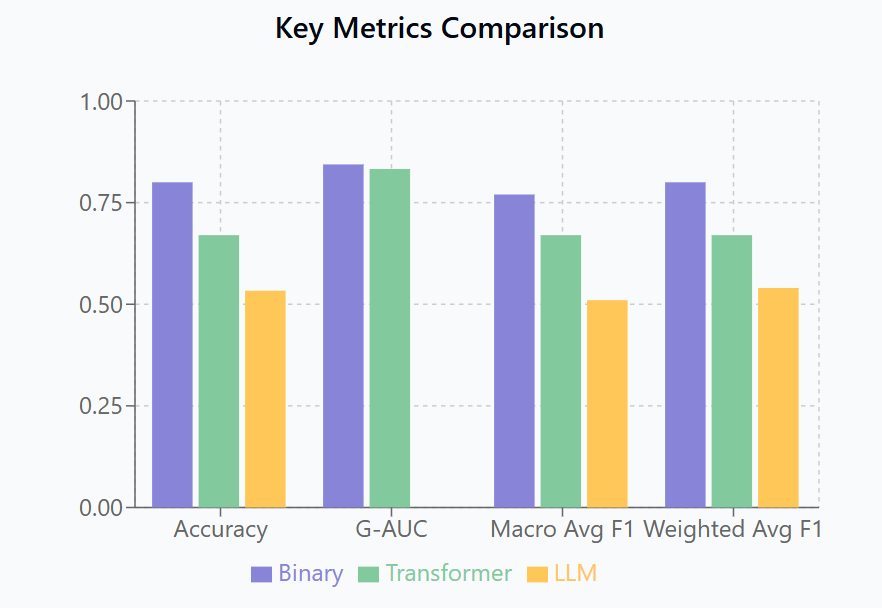 Key Metrics Comparison
1.00
0.75
0.50
0.25
0.00
Accuracy G-AUC Macro Avg F1 Weighted Avg F1
Binary Transformer LLM